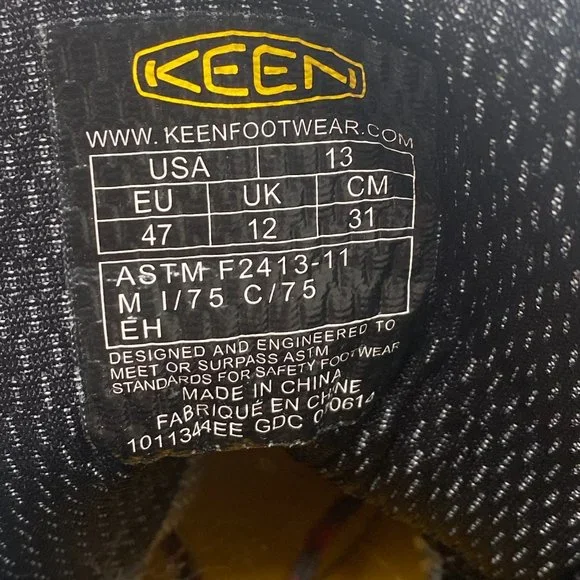 KEEN
WWW.KEENFOOTWEAR.COM
USA 13
EU UK CM
47 12 31
ASTM F2413-11
M I/75 C/75
EH
DESIGNED AND ENGINEERED TO
MEET OR SURPASS ASTM
STANDARDS FOR SAFETY FOOTWEAR
MADE IN CHINA
FABRIQUÉ EN CHINE
GDC